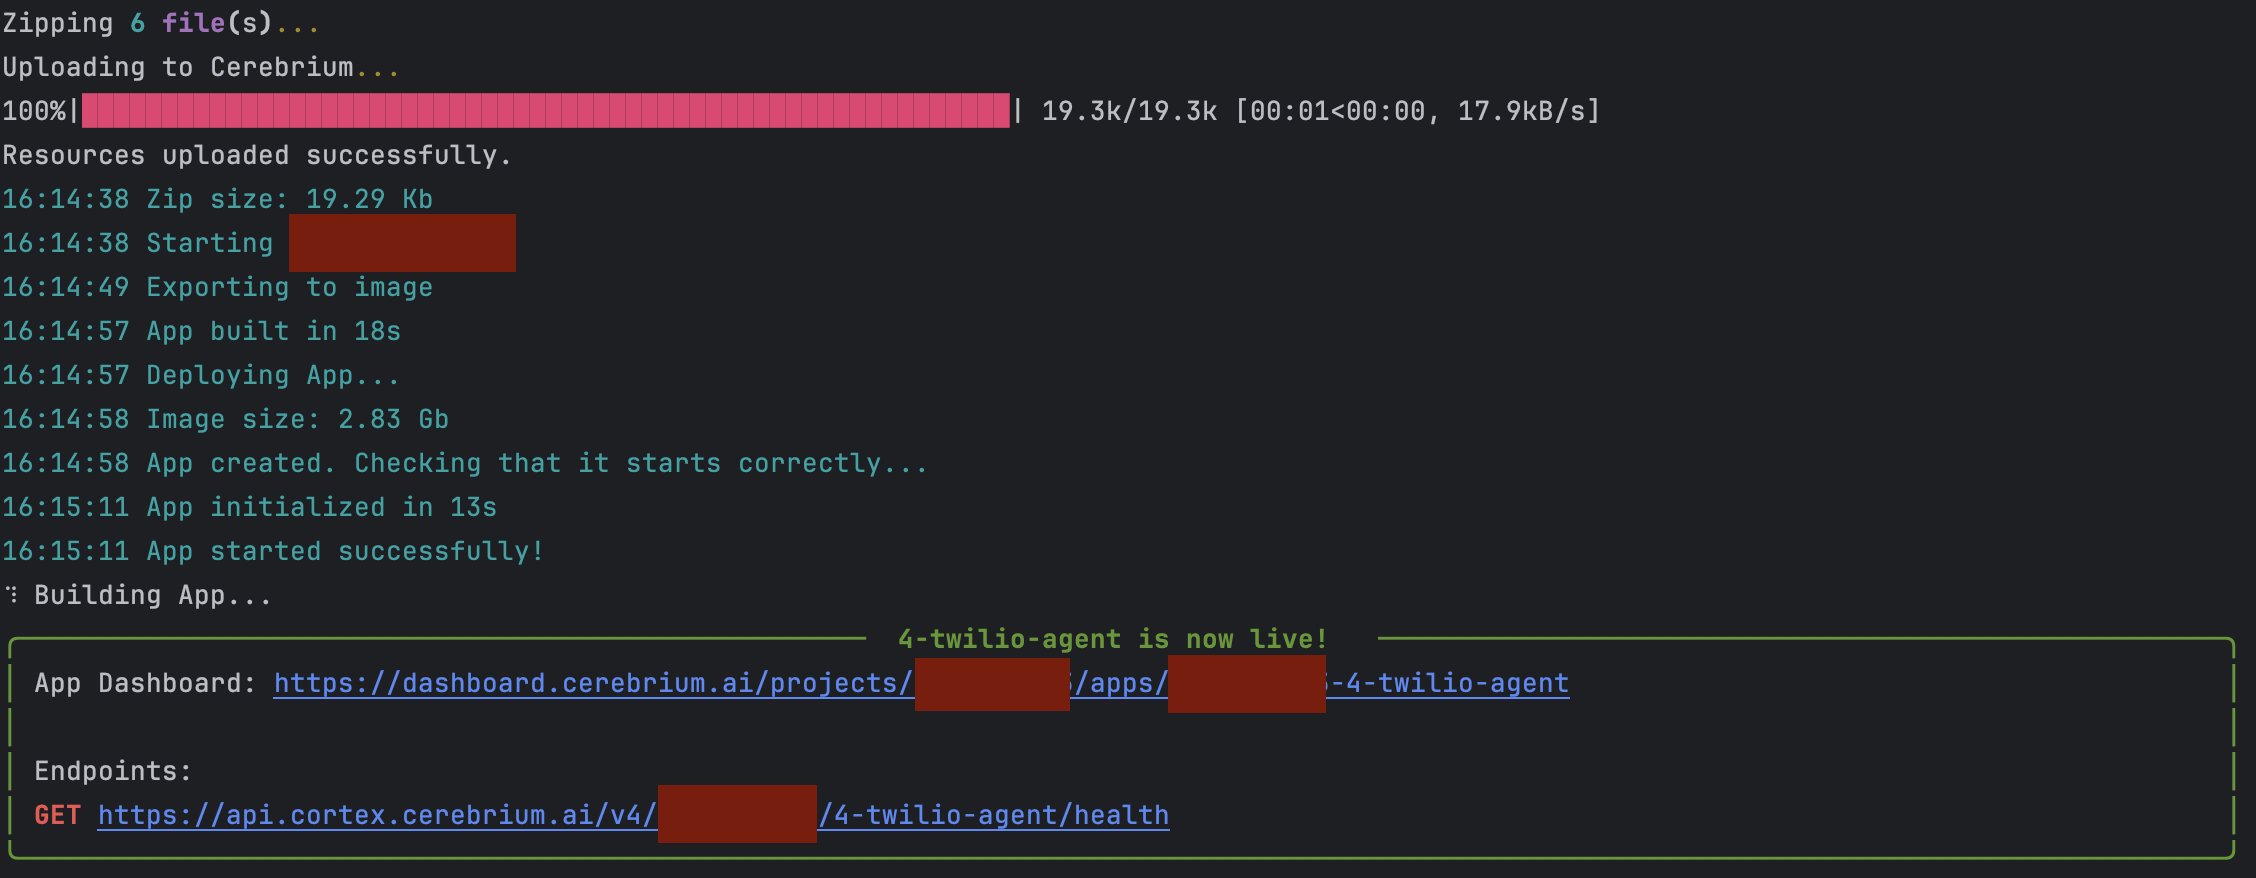 Zipping 6 file(s)...
Uploading to Cerebrium...
100%| | 19.3k/19.3k [00:01<00:00, 17.9kB/s]
Resources uploaded successfully.
16:14:38 Zip size: 19.29 Kb
16:14:38 Starting
16:14:49 Exporting to image
16:14:57 App built in 18s
16:14:57 Deploying App...
16:14:58 Image size: 2.83 Gb
16:14:58 App created. Checking that it starts correctly...
16:15:11 App initialized in 13s
16:15:11 App started successfully!
Building App...
4-twilio-agent is now live!
App Dashboard: https://dashboard.cerebrium.ai/projects/ /apps/ -4-twilio-agent
Endpoints:
GET https://api.cortex.cerebrium.ai/v4/ /4-twilio-agent/health